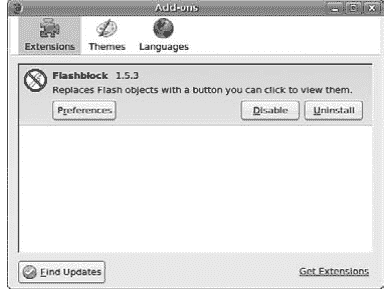 Add-ons
Extensions Themes Languages
Flashblock 1.5.3
Replaces Flash objects with a button you can click to view them.
Preferences Disable Uninstall
Find Updates Get Extensions